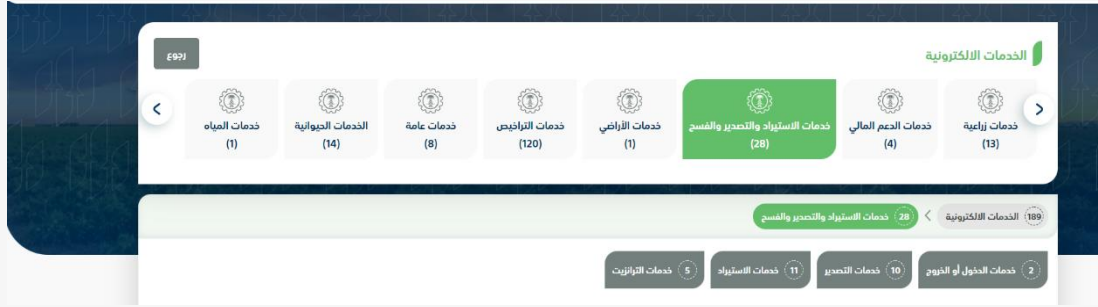 الخدمات الالكترونية
رجوع
خدمات زراعية
(13)
خدمات الدعم المالي
(4)
خدمات الاستيراد والتصدير والفسح
(28)
خدمات الأراضي
(1)
خدمات التراخيص
(120)
خدمات عامة
(8)
الخدمات الحيوانية
(14)
خدمات المياه
(1)
189 الخدمات الالكترونية > 28 خدمات الاستيراد والتصدير والفسح
2 خدمات الدخول أو الخروج 10 خدمات التصدير 11 خدمات الاستيراد 5 خدمات الترانزيت